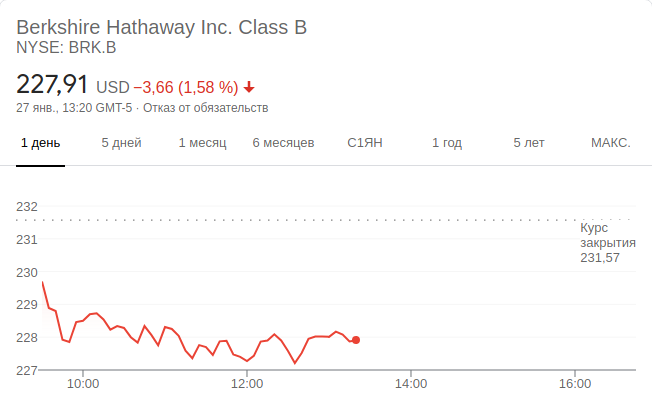 Berkshire Hathaway Inc. Class B
NYSE: BRK.B
227,91 USD −3,66 (1,58 %)
27 янв., 13:20 GMT-5 · Отказ от обязательств
1 день 5 дней 1 месяц 6 месяцев С1ЯН 1 год 5 лет МАКС.
232
231
230
229
228
227
Курс
закрытия
231,57
10:00 12:00 14:00 16:00